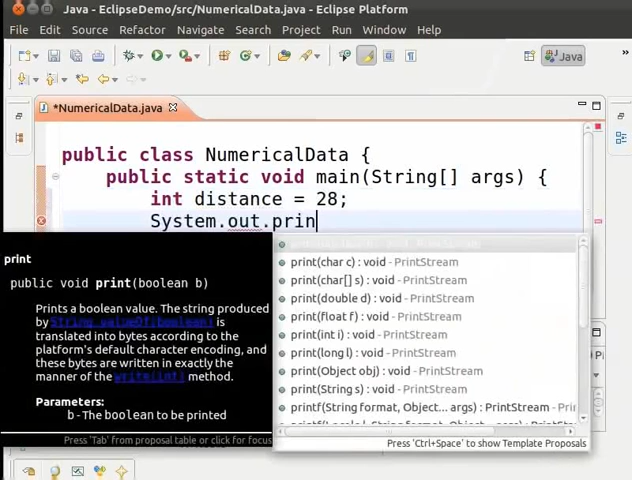 Java - EclipseDemo/src/NumericalData.java - Eclipse Platform
File Edit Source Refactor Navigate Search Project Run Window Help
Java
*NumericalData.java
public class NumericalData {
public static void main(String[] args) {
int distance = 28;
System.out.prin
print
public void print(boolean b)
Prints a boolean value. The string produced
by String.valueOf(boolean) is
translated into bytes according to the
platform's default character encoding, and
these bytes are written in exactly the
manner of the write(int) method.
Parameters:
b - The boolean to be printed
Press 'Tab' from proposal table or click for focus
print(char c) : void - PrintStream
print(char[] s) : void - PrintStream
print(double d) : void - PrintStream
print(float f) : void - PrintStream
print(int i) : void - PrintStream
print(long l) : void - PrintStream
print(Object obj) : void - PrintStream
print(String s) : void - PrintStream
printf(String format, Object... args) : PrintStream - P
Press 'Ctrl+Space' to show Template Proposals